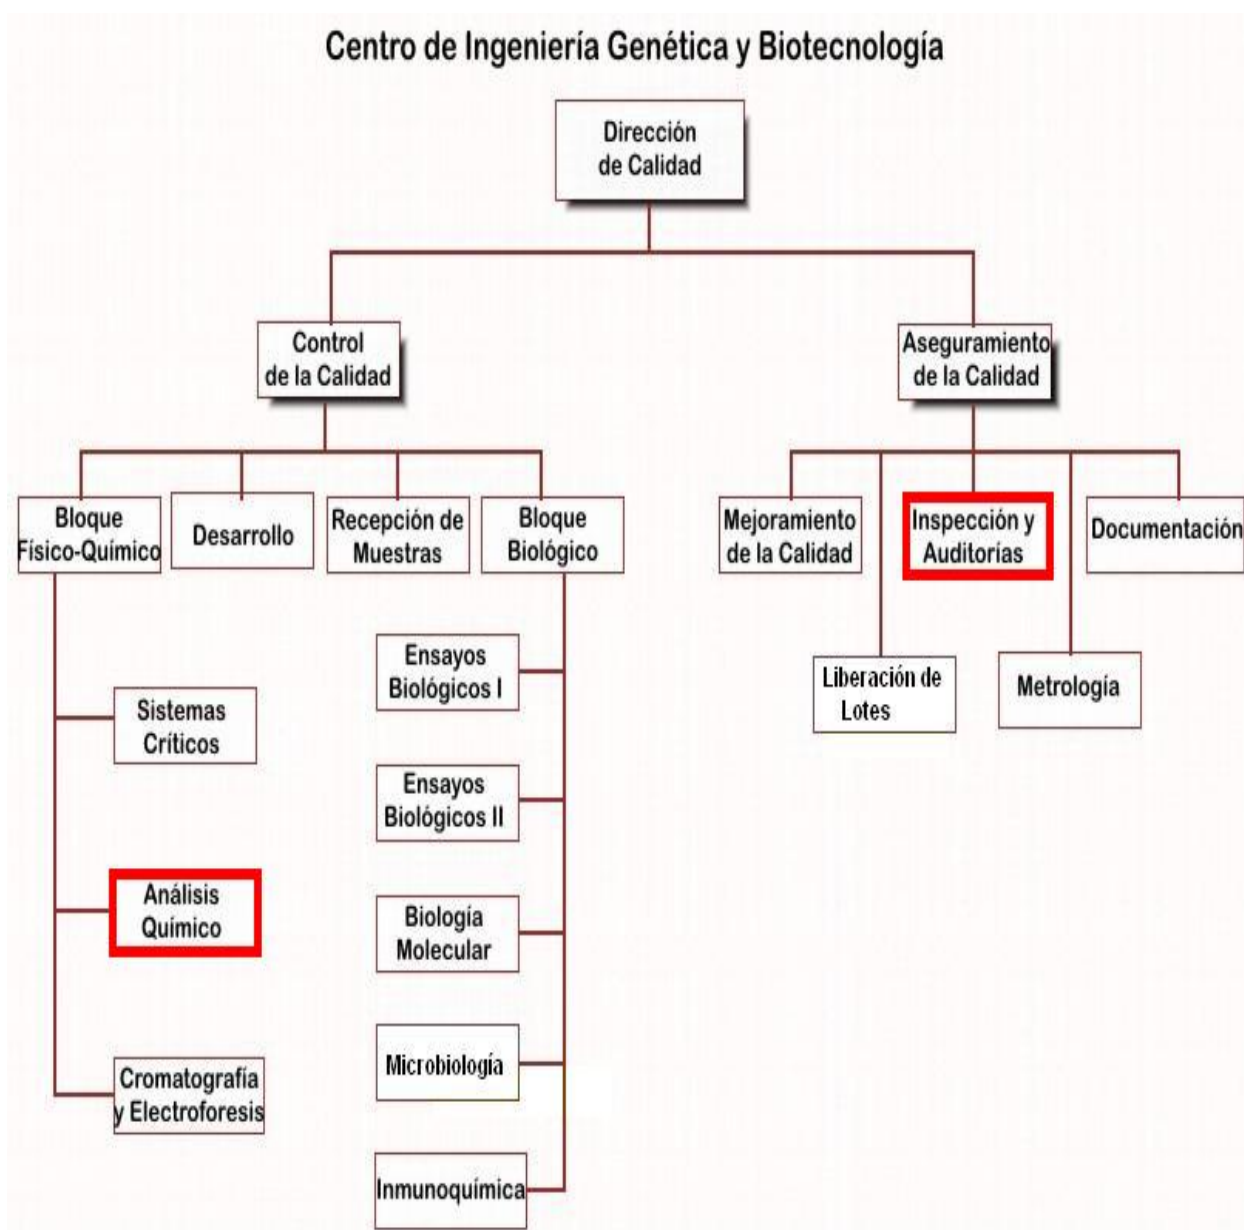 Centro de Ingeniería Genética y Biotecnología
Dirección
de Calidad
Control
de la Calidad
Aseguramiento
de la Calidad
Bloque
Físico-Químico
Desarrollo
Recepción de
Muestras
Bloque
Biológico
Mejoramiento
de la Calidad
Inspección y
Auditorías
Documentación
Liberación de
Lotes
Metrología
Sistemas
Críticos
Análisis
Químico
Cromatografía
y Electroforesis
Ensayos
Biológicos I
Ensayos
Biológicos II
Biología
Molecular
Microbiología
Inmunoquímica